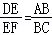 DE/EF = AB/BC